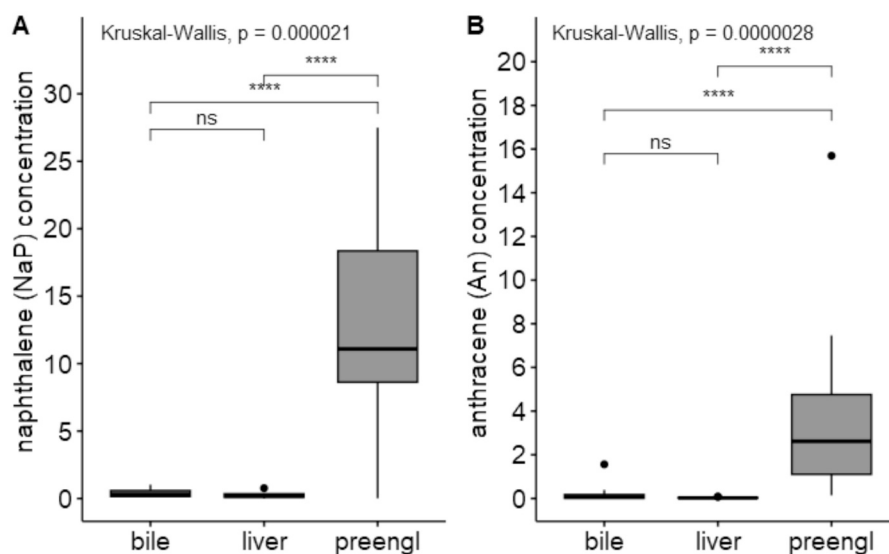 A
Kruskal-Wallis, p = 0.000021
****
****
ns
naphthalene (NaP) concentration
30
25
20
15
10
5
0
bile liver preengl
B
Kruskal-Wallis, p = 0.0000028
****
****
ns
anthracene (An) concentration
20
18
16
14
12
10
8
6
4
2
0
bile liver preengl